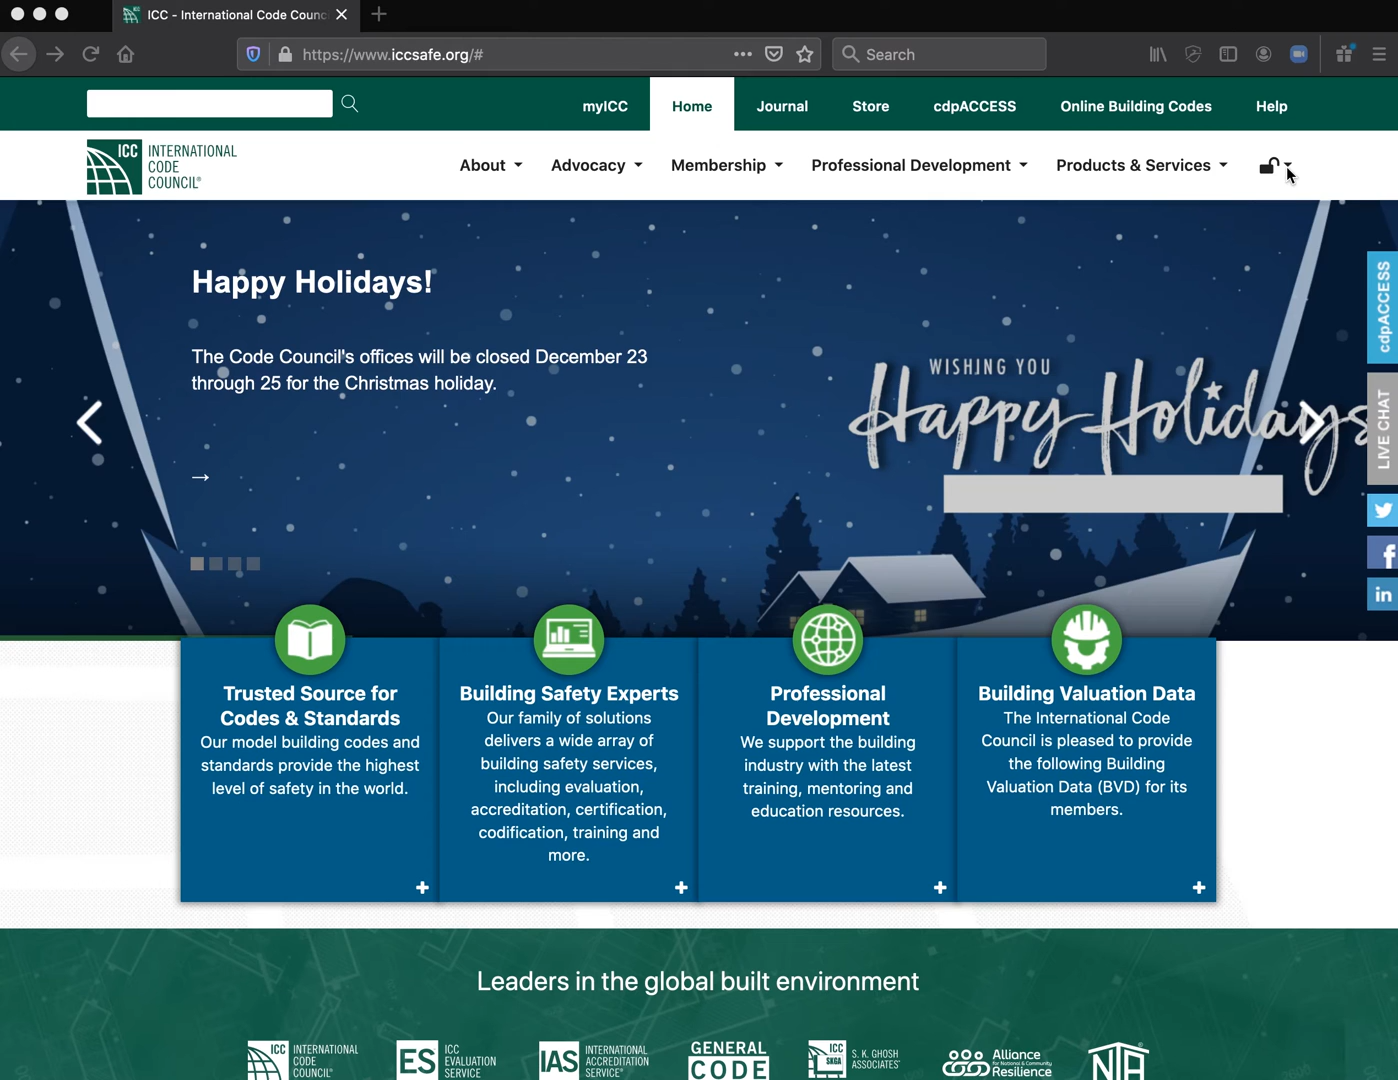 ICC - International Code Counc
https://www.iccsafe.org/#
Search
myICC
Home
Journal
Store
cdpACCESS
Online Building Codes
Help
ICC
INTERNATIONAL
CODE
COUNCIL®
About
Advocacy
Membership
Professional Development
Products & Services
Happy Holidays!
The Code Council's offices will be closed December 23
through 25 for the Christmas holiday.
→
WISHING YOU
Happy Holidays
cdpACCESS
LIVE CHAT
f
in
Trusted Source for
Codes & Standards
Our model building codes and
standards provide the highest
level of safety in the world.
Building Safety Experts
Our family of solutions
delivers a wide array of
building safety services,
including evaluation,
accreditation, certification,
codification, training and
more.
Professional
Development
We support the building
industry with the latest
training, mentoring and
education resources.
Building Valuation Data
The International Code
Council is pleased to provide
the following Building
Valuation Data (BVD) for its
members.
Leaders in the global built environment
ICC
INTERNATIONAL
CODE
COUNCIL®
ES
ICC
EVALUATION
SERVICE
IAS
INTERNATIONAL
ACCREDITATION
SERVICE®
GENERAL
CODE
ICC
SKGA
S. K. GHOSH
ASSOCIATES
Alliance
for National & Community
Resilience
NTA